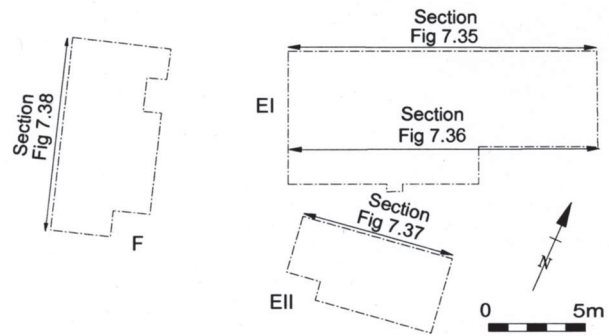 Section
Fig 7.35
Section
Fig 7.38
EI
Section
Fig 7.36
Section
Fig 7.37
F
EII
N
0 5m